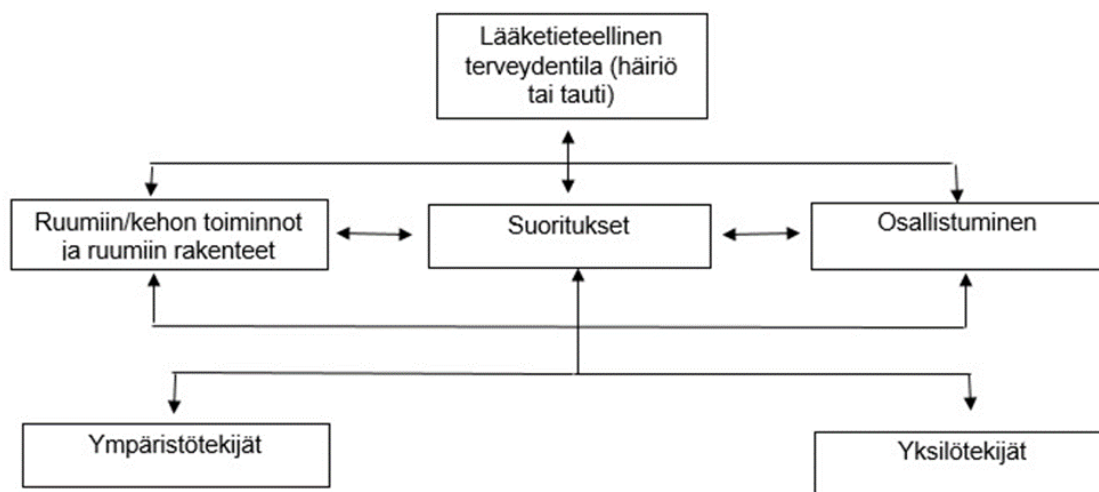 Lääketieteellinen
terveydentila (häiriö
tai tauti)
Ruumiin/kehon toiminnot
ja ruumiin rakenteet
Suoritukset
Osallistuminen
Ympäristötekijät
Yksilötekijät